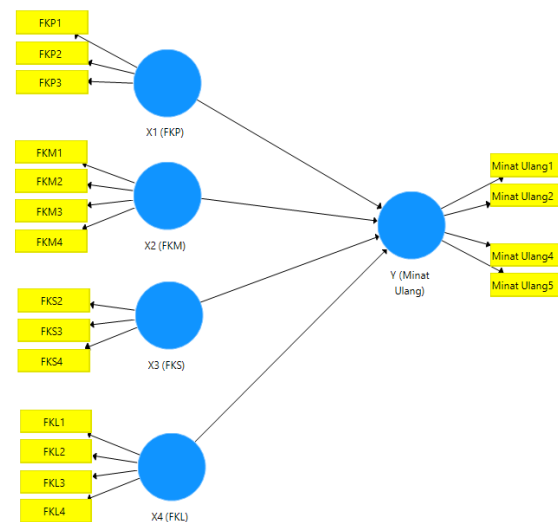 FKP1
FKP2
FKP3
X1 (FKP)
FKM1
FKM2
FKM3
FKM4
X2 (FKM)
FKS2
FKS3
FKS4
X3 (FKS)
FKL1
FKL2
FKL3
FKL4
X4 (FKL)
Y (Minat
Ulang)
Minat Ulang1
Minat Ulang2
Minat Ulang4
Minat Ulang5